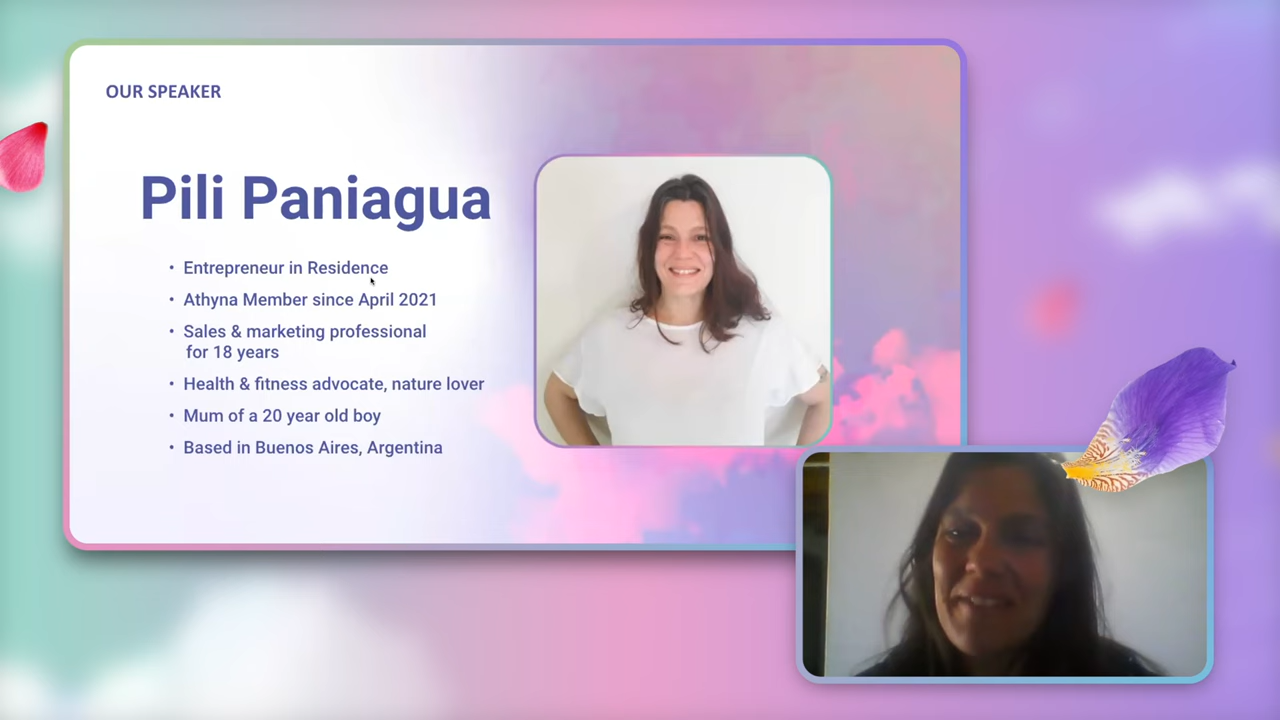 OUR SPEAKER
Pili Paniagua
• Entrepreneur in Residence
• Athyna Member since April 2021
• Sales & marketing professional
for 18 years
• Health & fitness advocate, nature lover
• Mum of a 20 year old boy
• Based in Buenos Aires, Argentina